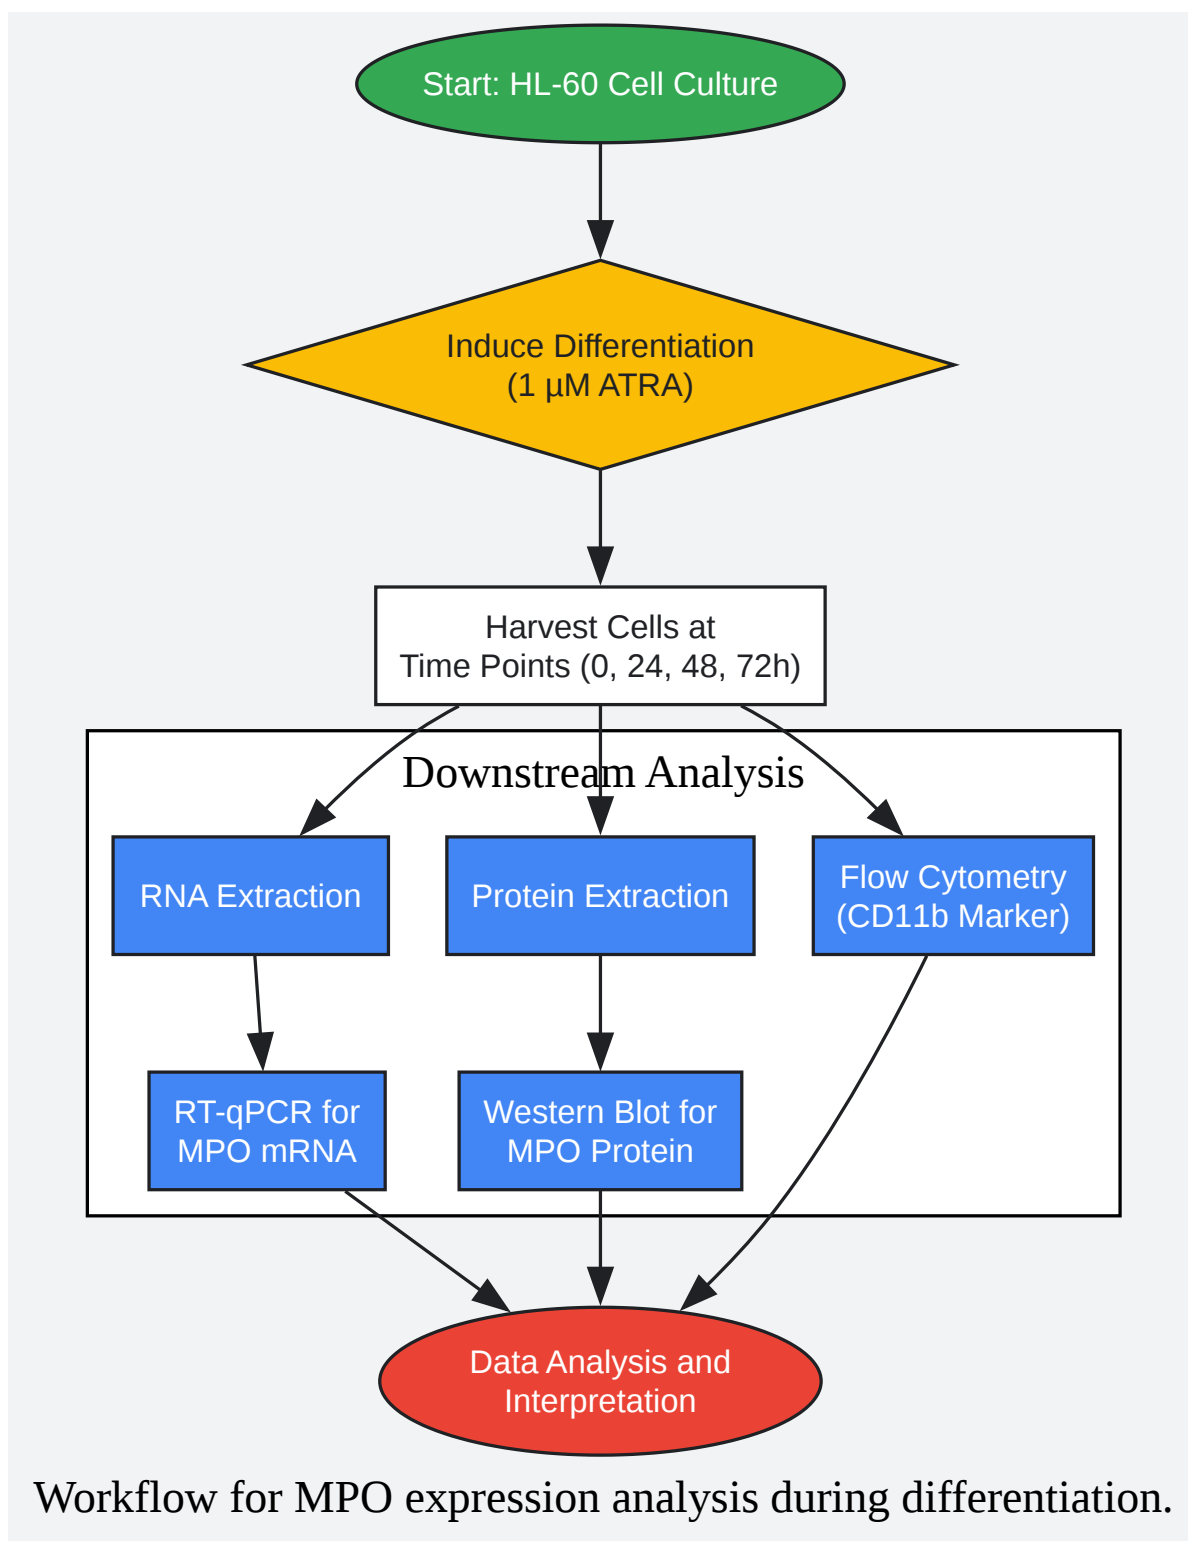 Start: HL-60 Cell Culture
Induce Differentiation
(1 µM ATRA)
Harvest Cells at
Time Points (0, 24, 48, 72h)
Downstream Analysis
RNA Extraction
Protein Extraction
Flow Cytometry
(CD11b Marker)
RT-qPCR for
MPO mRNA
Western Blot for
MPO Protein
Data Analysis and
Interpretation
Workflow for MPO expression analysis during differentiation.